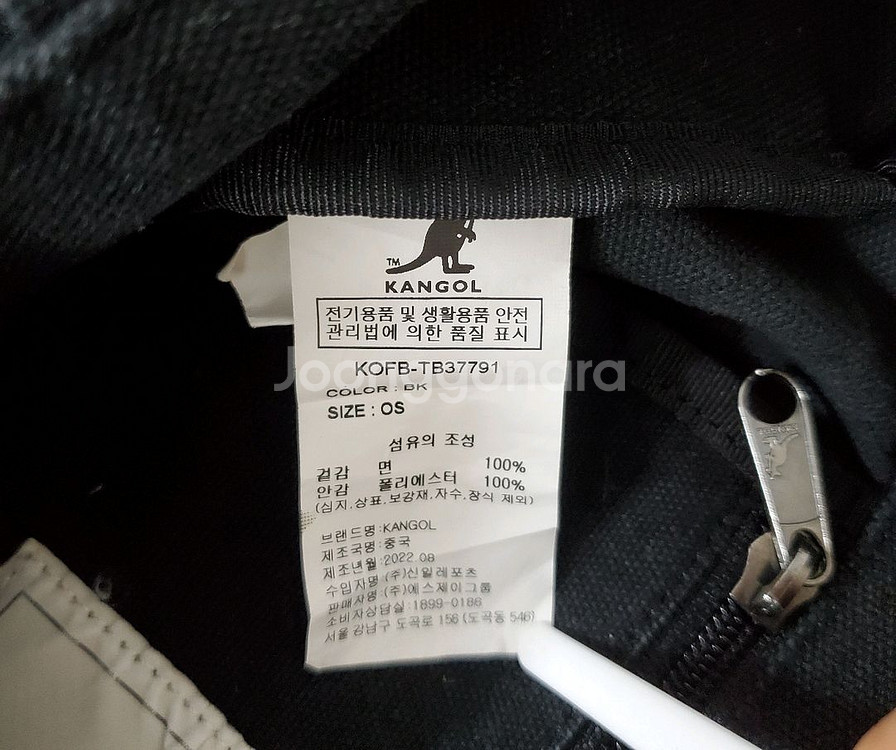 TM
KANGOL
전기용품 및 생활용품 안전
관리법에 의한 품질 표시
KOFB-TB37791
Joonggonara
COLOR : BK
SIZE : OS
섬유의 조성
겉감 면 100%
안감 폴리에스터 100%
(심지,상표,보강재,자수,장식 제외)
브랜드명:KANGOL
제조국명:중국
제조년월:2022.08
수입자명:(주)신일레포츠
판매자명:(주)에스제이그룹
소비자상담실:1899-0188
서울 강남구 도곡로 156 (도곡동 546)